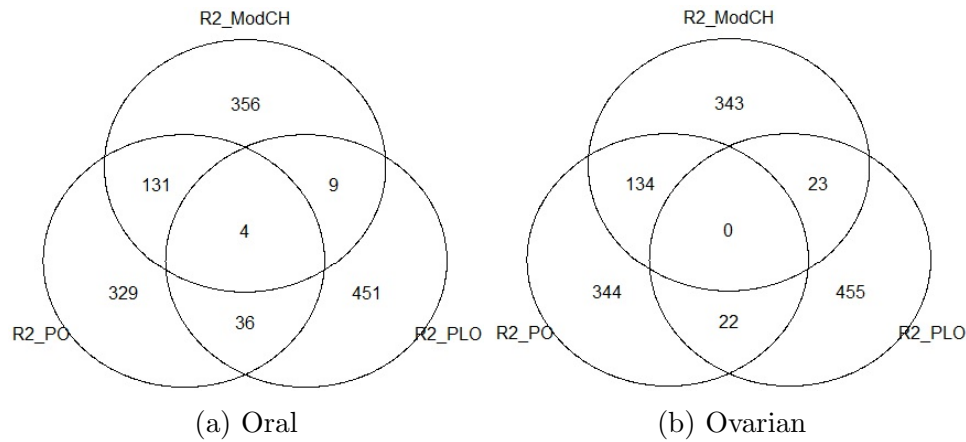 R2_ModCH
356
131
9
4
329
451
36
R2_PO
R2_PLO
(a) Oral
R2_ModCH
343
134
23
0
344
455
22
R2_PO
R2_PLO
(b) Ovarian